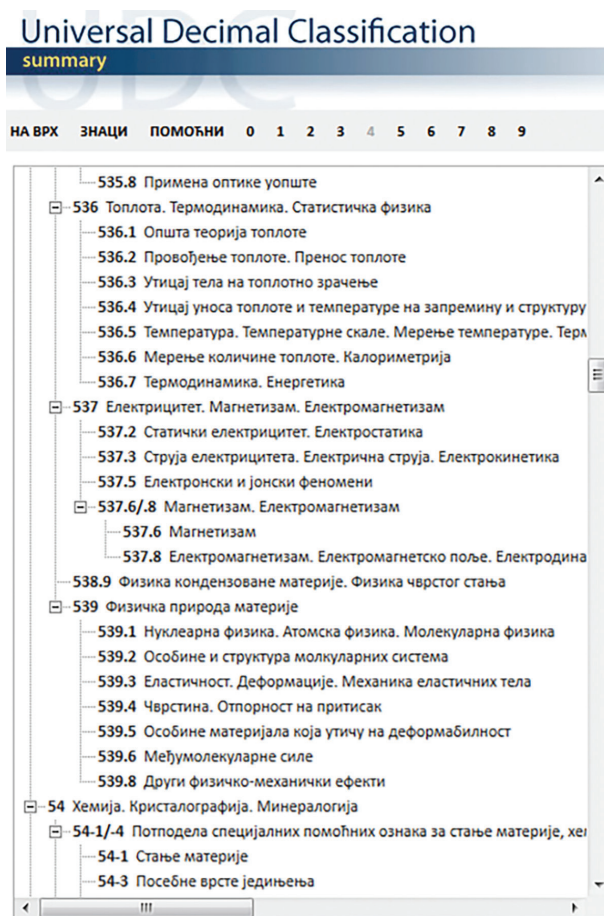 UDC
Universal Decimal Classification
summary
НА ВРХ ЗНАЦИ ПОМОЋНИ 0 1 2 3 4 5 6 7 8 9
535.8 Примена оптике уопште
536 Топлота. Термодинамика. Статистичка физика
536.1 Општа теорија топлоте
536.2 Провођење топлоте. Пренос топлоте
536.3 Утицај тела на топлотно зрачење
536.4 Утицај уноса топлоте и температуре на запремину и структуру
536.5 Температура. Температурне скале. Мерење температуре. Терм
536.6 Мерење количине топлоте. Калориметрија
536.7 Термодинамика. Енергетика
537 Електрицитет. Магнетизам. Електромагнетизам
537.2 Статички електрицитет. Електростатика
537.3 Струја електрицитета. Електрична струја. Електрокинетика
537.5 Електронски и јонски феномени
537.6/.8 Магнетизам. Електромагнетизам
537.6 Магнетизам
537.8 Електромагнетизам. Електромагнетско поље. Електродина
538.9 Физика кондензоване материје. Физика чврстог стања
539 Физичка природа материје
539.1 Нуклеарна физика. Атомска физика. Молекуларна физика
539.2 Особине и структура молкуларних система
539.3 Еластичност. Деформације. Механика еластичних тела
539.4 Чврстина. Отпорност на притисак
539.5 Особине материјала која утичу на деформабилност
539.6 Међумолекуларне силе
539.8 Други физичко-механички ефекти
54 Хемија. Кристалографија. Минералогија
54-1/-4 Потподела специјалних помоћних ознака за стање материје, хеι
54-1 Стање материје
54-3 Посебне врсте једињења